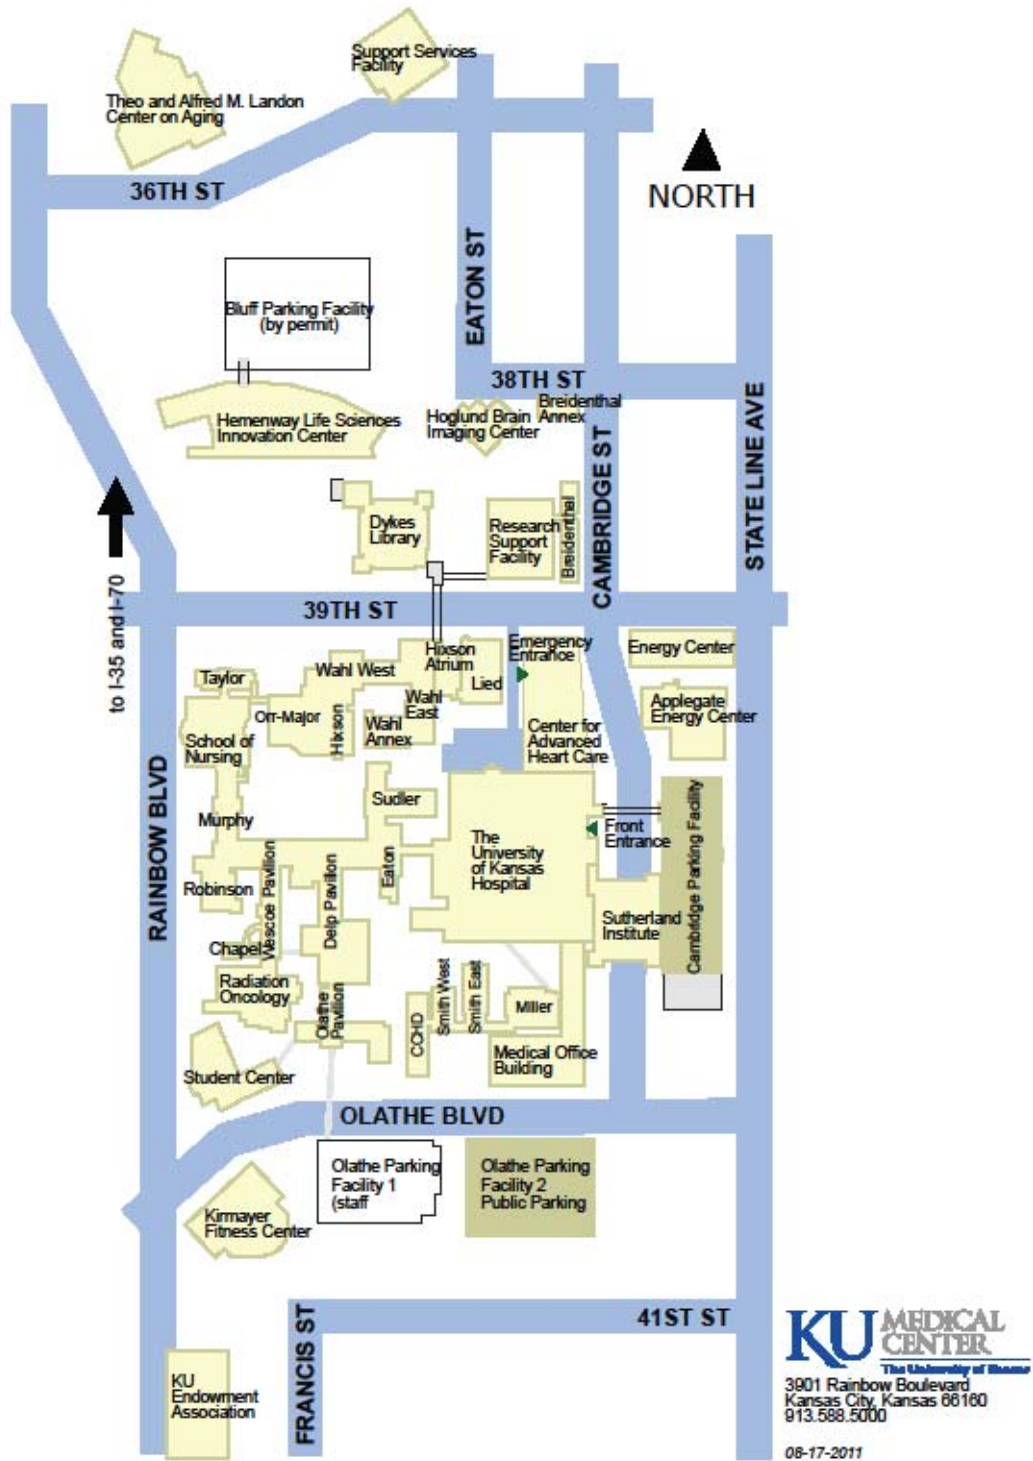 Support Services
Facility
Theo and Alfred M. Landon
Center on Aging
36TH ST
NORTH
EATON ST
Bluff Parking Facility
(by permit)
38TH ST
Breidenthal
Annex
Hemenway Life Sciences
Innovation Center
Hoglund Brain
Imaging Center
CAMBRIDGE ST
STATE LINE AVE
Dykes
Library
Research
Support
Facility
Breidenthal
to I-35 and I-70
39TH ST
Emergency
Entrance
Energy Center
Hixson
Atrium
Wahl West
Taylor
Lied
Wahl
East
Applegate
Energy Center
Orr-Major
Hixson
Wahl
Annex
Center for
Advanced
Heart Care
School of
Nursing
RAINBOW BLVD
Sudler
Murphy
The
University
of Kansas
Hospital
Front
Entrance
Cambridge Parking Facility
Eaton
Robinson
Wescoe Pavilion
Delp Pavilion
Sutherland
Institute
Chapel
Radiation
Oncology
Olathe
Pavilion
CCHD
Smith West
Smith East
Miller
Medical Office
Building
Student Center
OLATHE BLVD
Olathe Parking
Facility 1
(staff
Olathe Parking
Facility 2
Public Parking
Kirmayer
Fitness Center
41ST ST
FRANCIS ST
KU
Endowment
Association
KU MEDICAL
CENTER
The University of Kansas
3901 Rainbow Boulevard
Kansas City, Kansas 66160
913.588.5000
08-17-2011